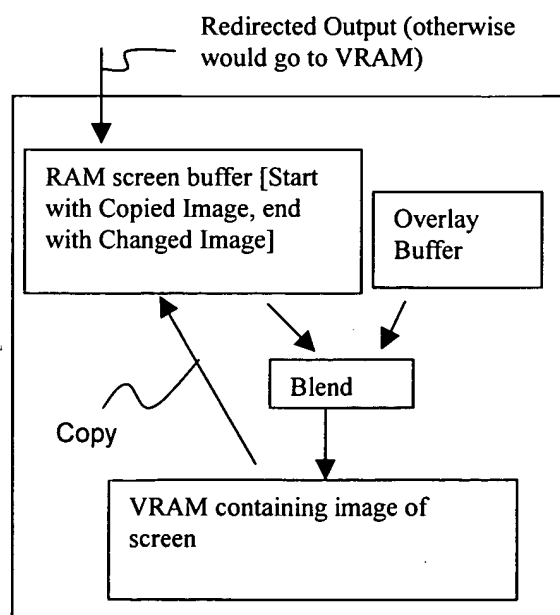 Redirected Output (otherwise
would go to VRAM)
RAM screen buffer [Start
with Copied Image, end
with Changed Image]
Overlay
Buffer
Blend
Copy
VRAM containing image of
screen